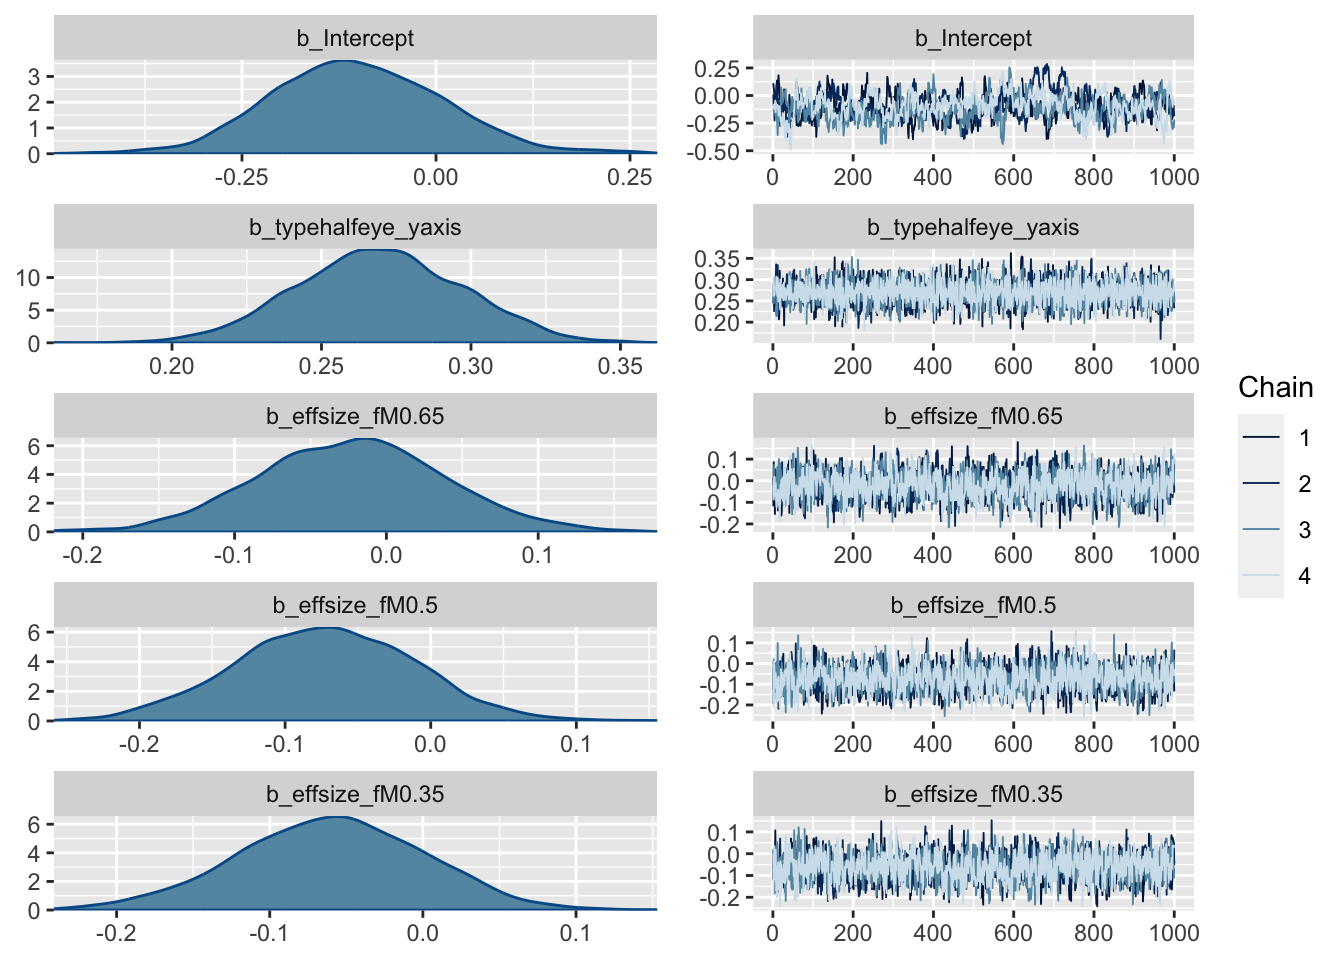 b_Intercept
3
2
1
0
-0.25 0.00 0.25
b_Intercept
0.25
0.00
-0.25
-0.50
0 200 400 600 800 1000
b_typehalfeye_yaxis
10
5
0
0.20 0.25 0.30 0.35
b_typehalfeye_yaxis
0.35
0.30
0.25
0.20
0 200 400 600 800 1000
b_effsize_fM0.65
6
4
2
0
-0.2 -0.1 0.0 0.1
b_effsize_fM0.65
0.1
0.0
-0.1
-0.2
0 200 400 600 800 1000
b_effsize_fM0.5
6
4
2
0
-0.2 -0.1 0.0 0.1
b_effsize_fM0.5
0.1
0.0
-0.1
-0.2
0 200 400 600 800 1000
b_effsize_fM0.35
6
4
2
0
-0.2 -0.1 0.0 0.1
b_effsize_fM0.35
0.1
0.0
-0.1
-0.2
0 200 400 600 800 1000
Chain
1
2
3
4